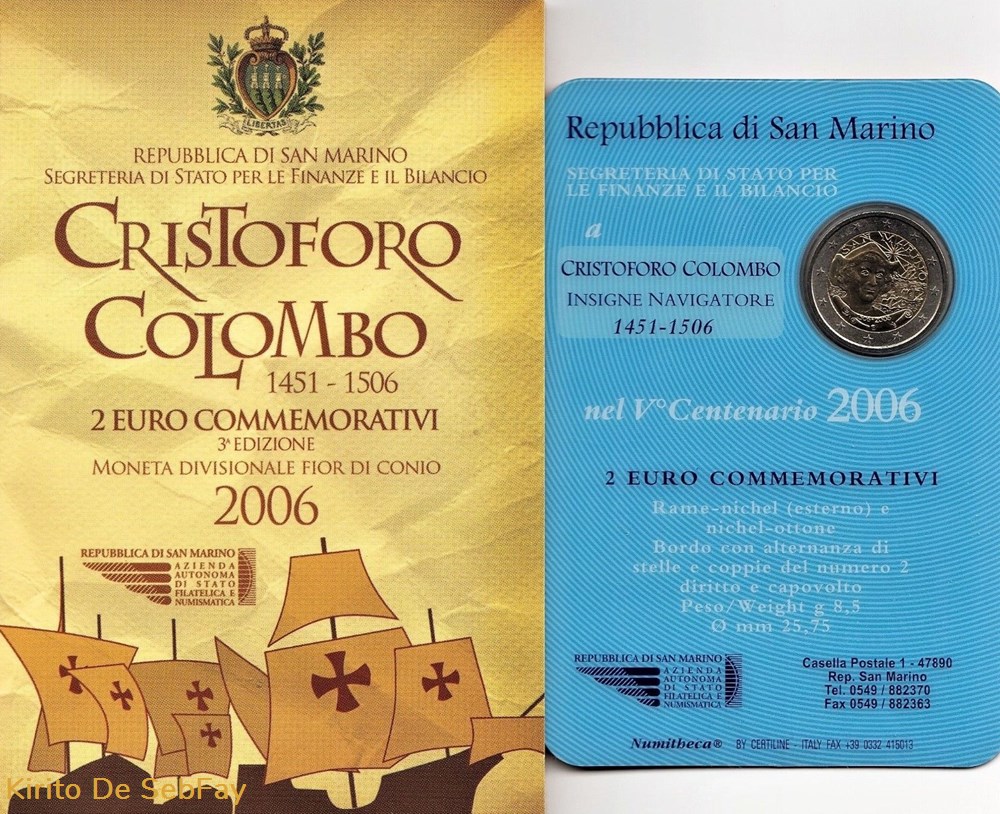 LIBERTAS
REPUBBLICA DI SAN MARINO
SEGRETERIA DI STATO PER LE FINANZE E IL BILANCIO
CRISTOFORO
COLOMBO
1451 - 1506
2 EURO COMMEMORATIVI
3ª EDIZIONE
MONETA DIVISIONALE FIOR DI CONIO
2006
REPUBBLICA DI SAN MARINO
AZIENDA
AUTONOMA
DI STATO
FILATELICA E
NUMISMATICA
Kirito De SebFay
Repubblica di San Marino
SEGRETERIA DI STATO PER
LE FINANZE E IL BILANCIO
a
CRISTOFORO COLOMBO
INSIGNE NAVIGATORE
1451-1506
SAN MARINO
nel V° Centenario 2006
2 EURO COMMEMORATIVI
Rame-nichel (esterno) e
nichel-ottone
Bordo con alternanza di
stelle e coppie del numero 2
diritto e capovolto
Peso/Weight g 8,5
Ø mm 25,75
REPUBBLICA DI SAN MARINO
AZIENDA
AUTONOMA
DI STATO
FILATELICA E
NUMISMATICA
Casella Postale 1 - 47890
Rep. San Marino
Tel. 0549 / 882370
Fax 0549 / 882363
Numitheca® BY CERTILINE - ITALY FAX +39 0332 415013